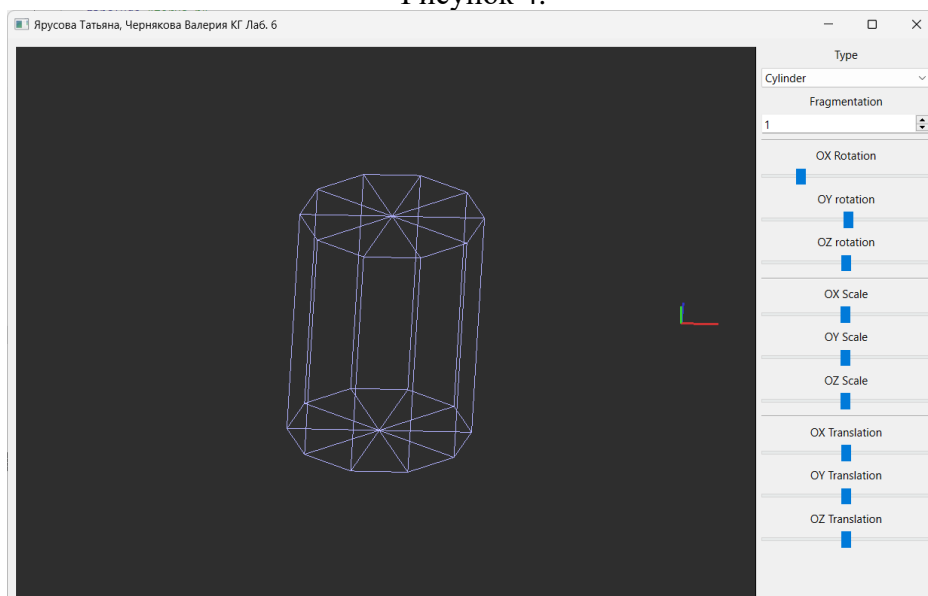 Рисунок 4.
Ярусова Татьяна, Чернякова Валерия КГ Лаб. 6
Type
Cylinder
Fragmentation
1
OX Rotation
OY rotation
OZ rotation
OX Scale
OY Scale
OZ Scale
OX Translation
OY Translation
OZ Translation